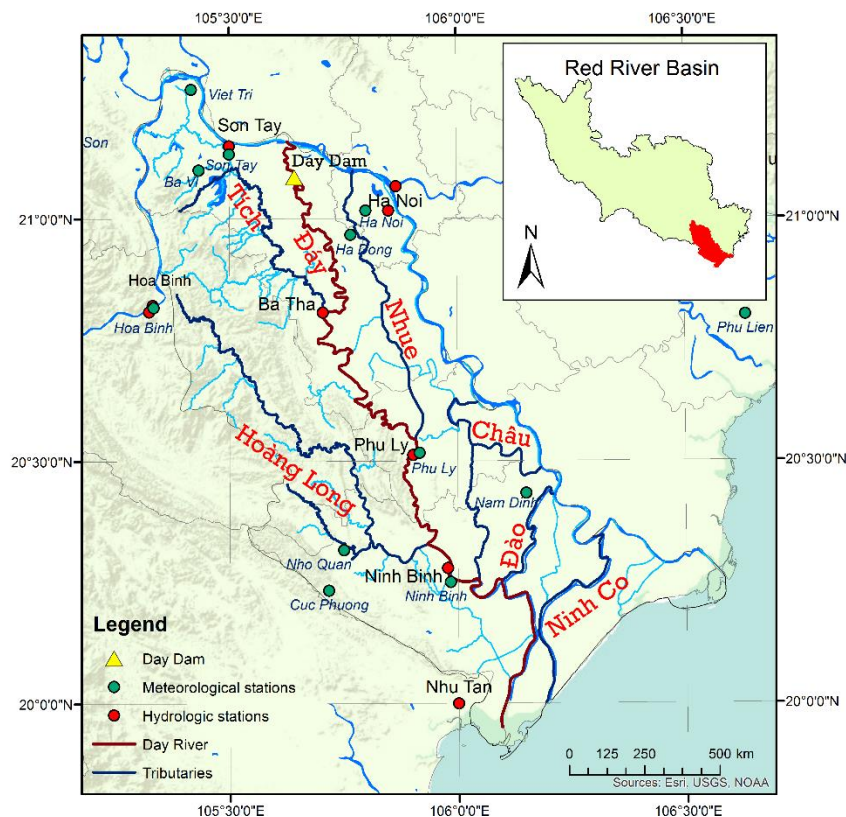 105°30'0"E
106°0'0"E
106°30'0"E
Red River Basin
Viet Tri
Son
Sơn Tay
Son Tay
Ba Vi
Đáy Dam
Ha Noi
Ha Noi
Ha Dong
21°0'0"N
21°0'0"N
Tích
Đáy
Nhue
N
Hoa Binh
Hoa Binh
Ba Tha
Phu Lien
Châu
Phu Ly
Phu Ly
20°30'0"N
20°30'0"N
Hoàng Long
Nam Dinh
Đào
Nho Quan
Ninh Binh
Ninh Binh
Cuc Phuong
Ninh Co
Legend
Day Dam
Meteorological stations
Hydrologic stations
Day River
Tributaries
Nhu Tan
20°0'0"N
20°0'0"N
0 125 250 500 km
Sources: Esri, USGS, NOAA
105°30'0"E
106°0'0"E
106°30'0"E